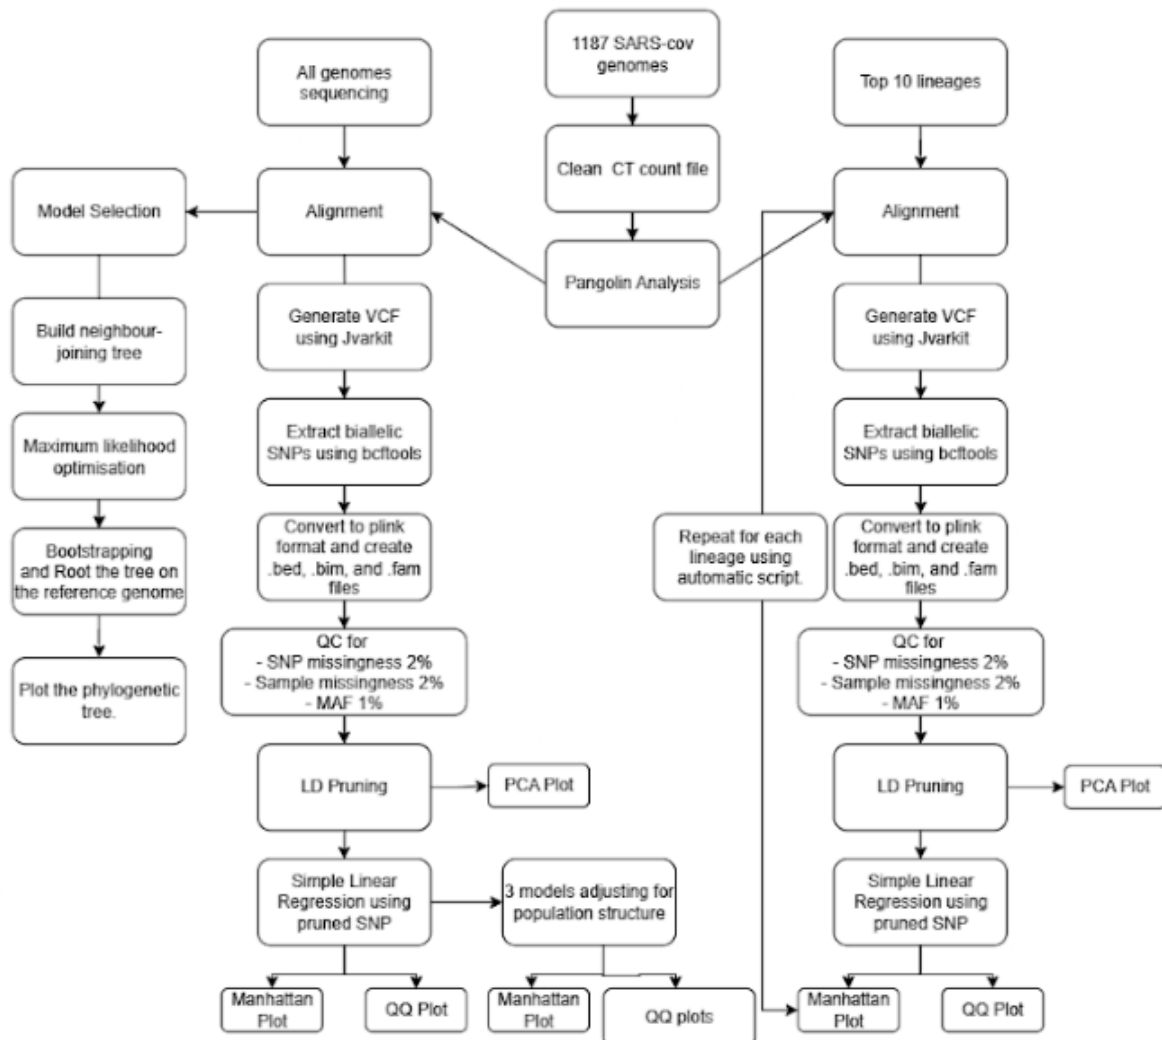 1187 SARS-cov
genomes
All genomes
sequencing
Top 10 lineages
Clean CT count file
Model Selection
Alignment
Alignment
Pangolin Analysis
Build neighbour-
joining tree
Generate VCF
using Jvarkit
Generate VCF
using Jvarkit
Maximum likelihood
optimisation
Extract biallelic
SNPs using bcftools
Extract biallelic
SNPs using bcftools
Bootstrapping
and Root the tree on
the reference genome
Convert to plink
format and create
.bed, .bim, and .fam
files
Repeat for each
lineage using
automatic script.
Convert to plink
format and create
.bed, .bim, and .fam
files
Plot the phylogenetic
tree.
QC for
- SNP missingness 2%
- Sample missingness 2%
- MAF 1%
QC for
- SNP missingness 2%
- Sample missingness 2%
- MAF 1%
LD Pruning
PCA Plot
LD Pruning
PCA Plot
Simple Linear
Regression using
pruned SNP
3 models adjusting for
population structure
Simple Linear
Regression using
pruned SNP
Manhattan
Plot
QQ Plot
Manhattan
Plot
QQ plots
Manhattan
Plot
QQ Plot